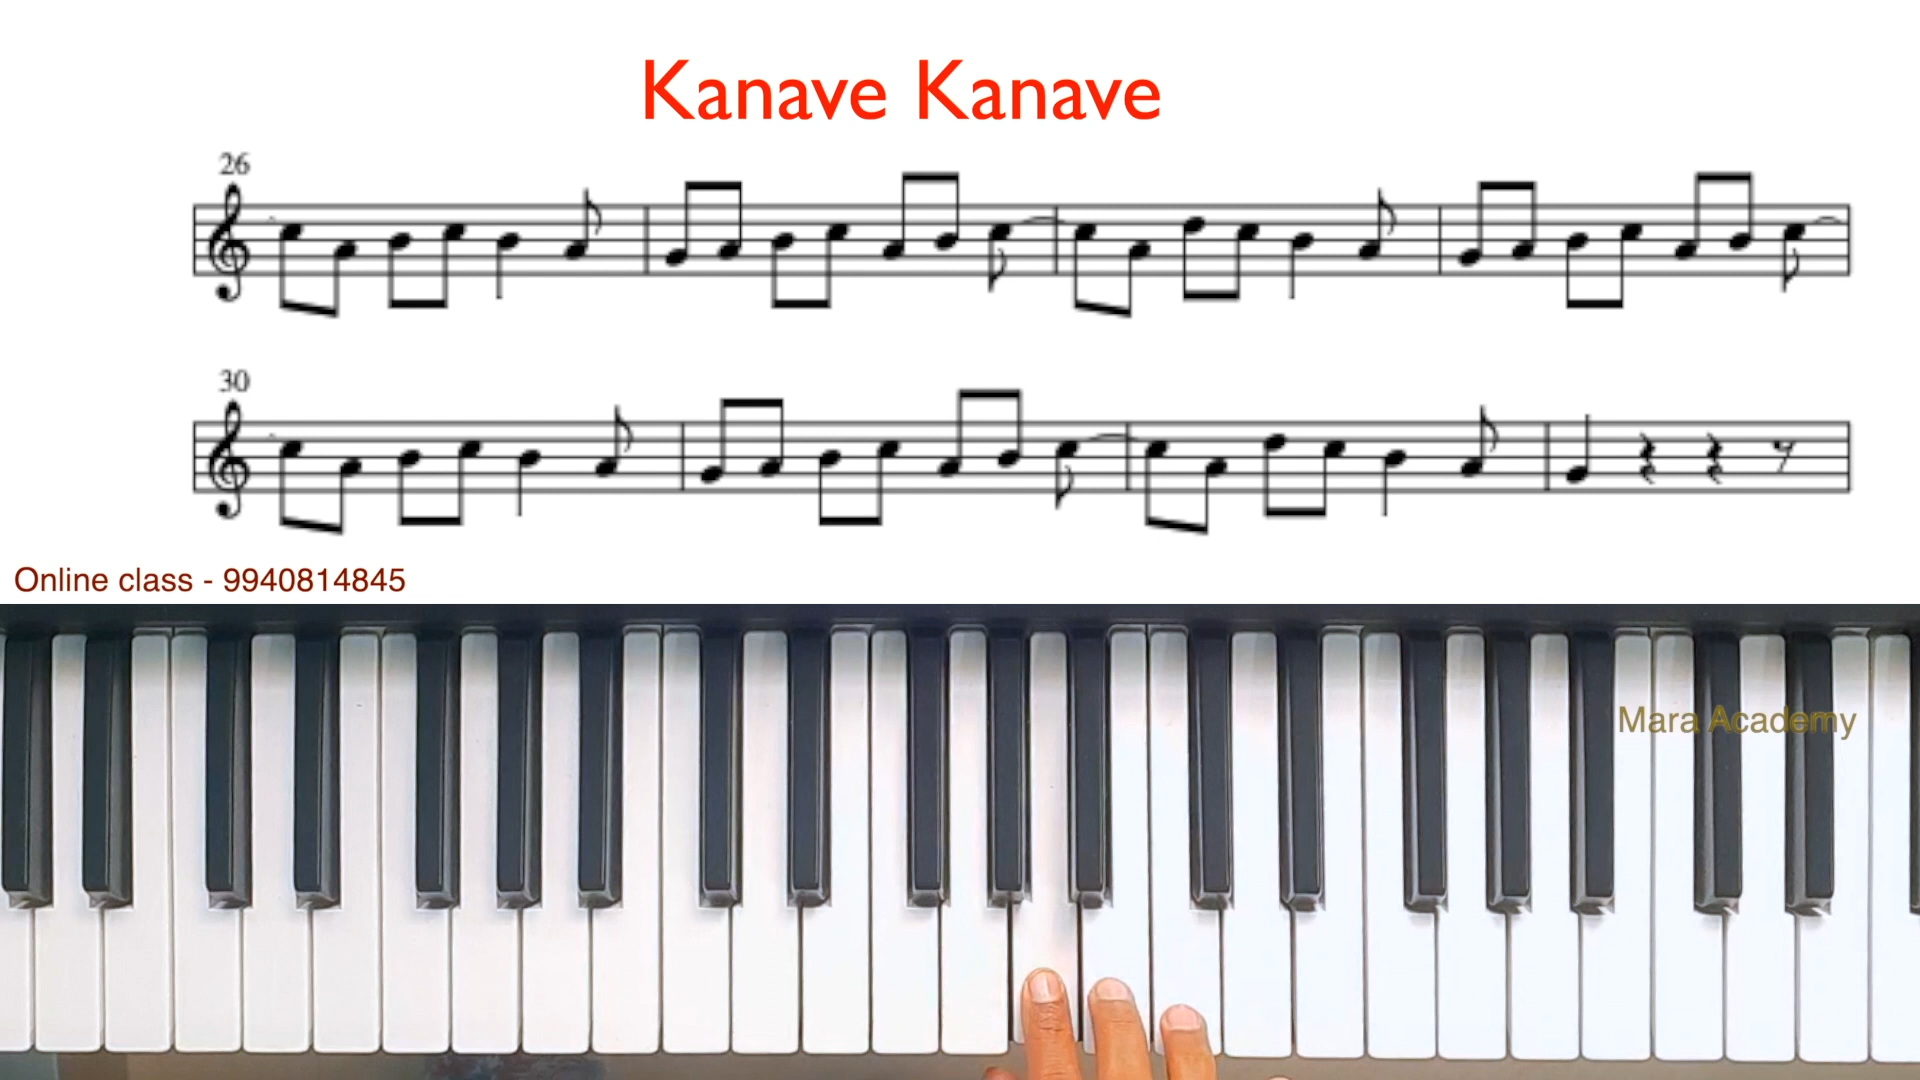 Kanave Kanave
26
30
Online class - 9940814845
Mara Academy